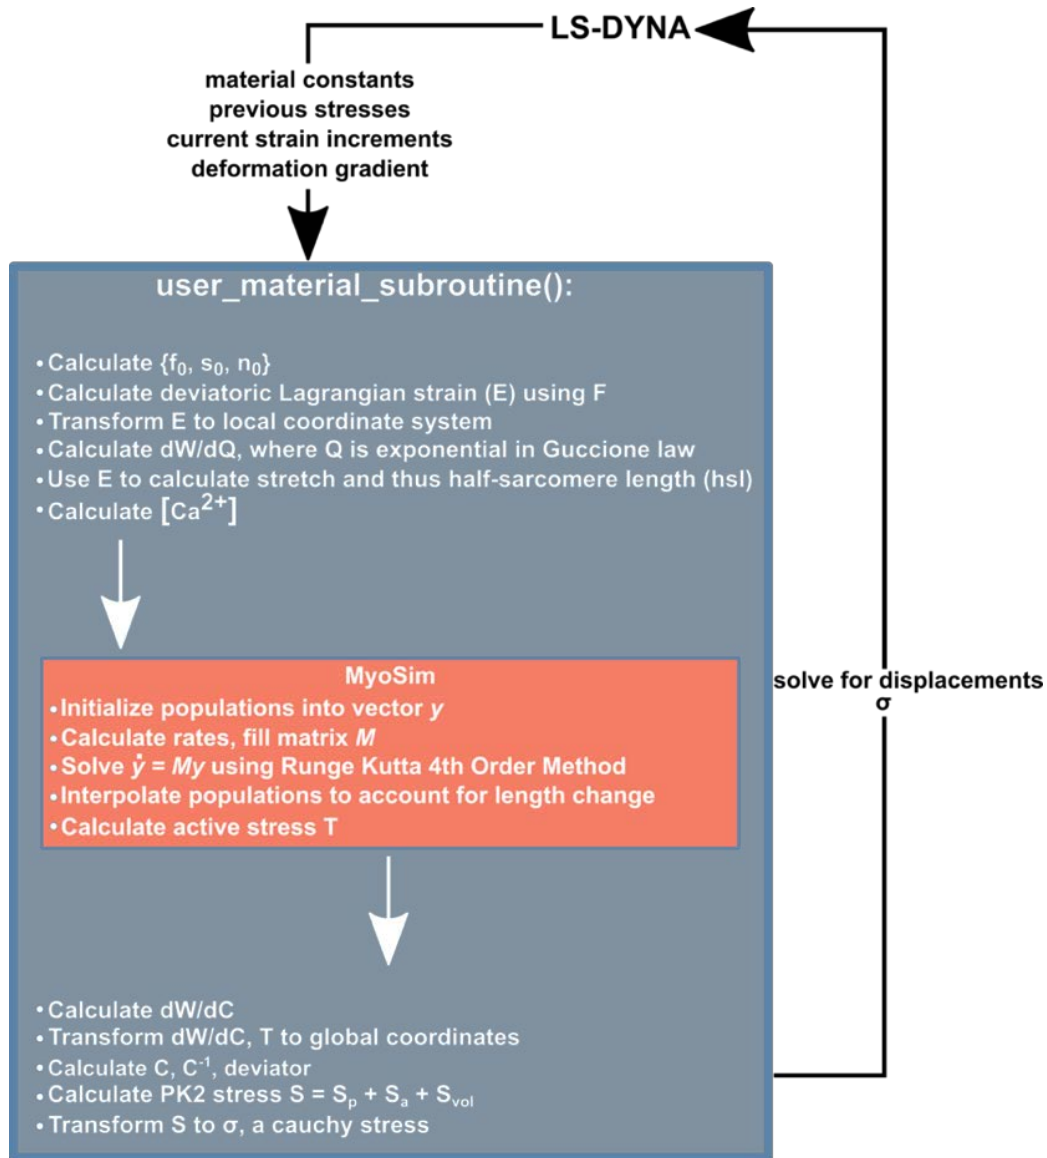 LS-DYNA
material constants
previous stresses
current strain increments
deformation gradient
user_material_subroutine():
• Calculate {f₀, s₀, n₀}
• Calculate deviatoric Lagrangian strain (E) using F
• Transform E to local coordinate system
• Calculate dW/dQ, where Q is exponential in Guccione law
• Use E to calculate stretch and thus half-sarcomere length (hsl)
• Calculate [Ca²⁺]
MyoSim
• Initialize populations into vector y
• Calculate rates, fill matrix M
• Solve ẏ = My using Runge Kutta 4th Order Method
• Interpolate populations to account for length change
• Calculate active stress T
solve for displacements
σ
• Calculate dW/dC
• Transform dW/dC, T to global coordinates
• Calculate C, C⁻¹, deviator
• Calculate PK2 stress S = Sₚ + Sₐ + Sᵥₒₗ
• Transform S to σ, a cauchy stress